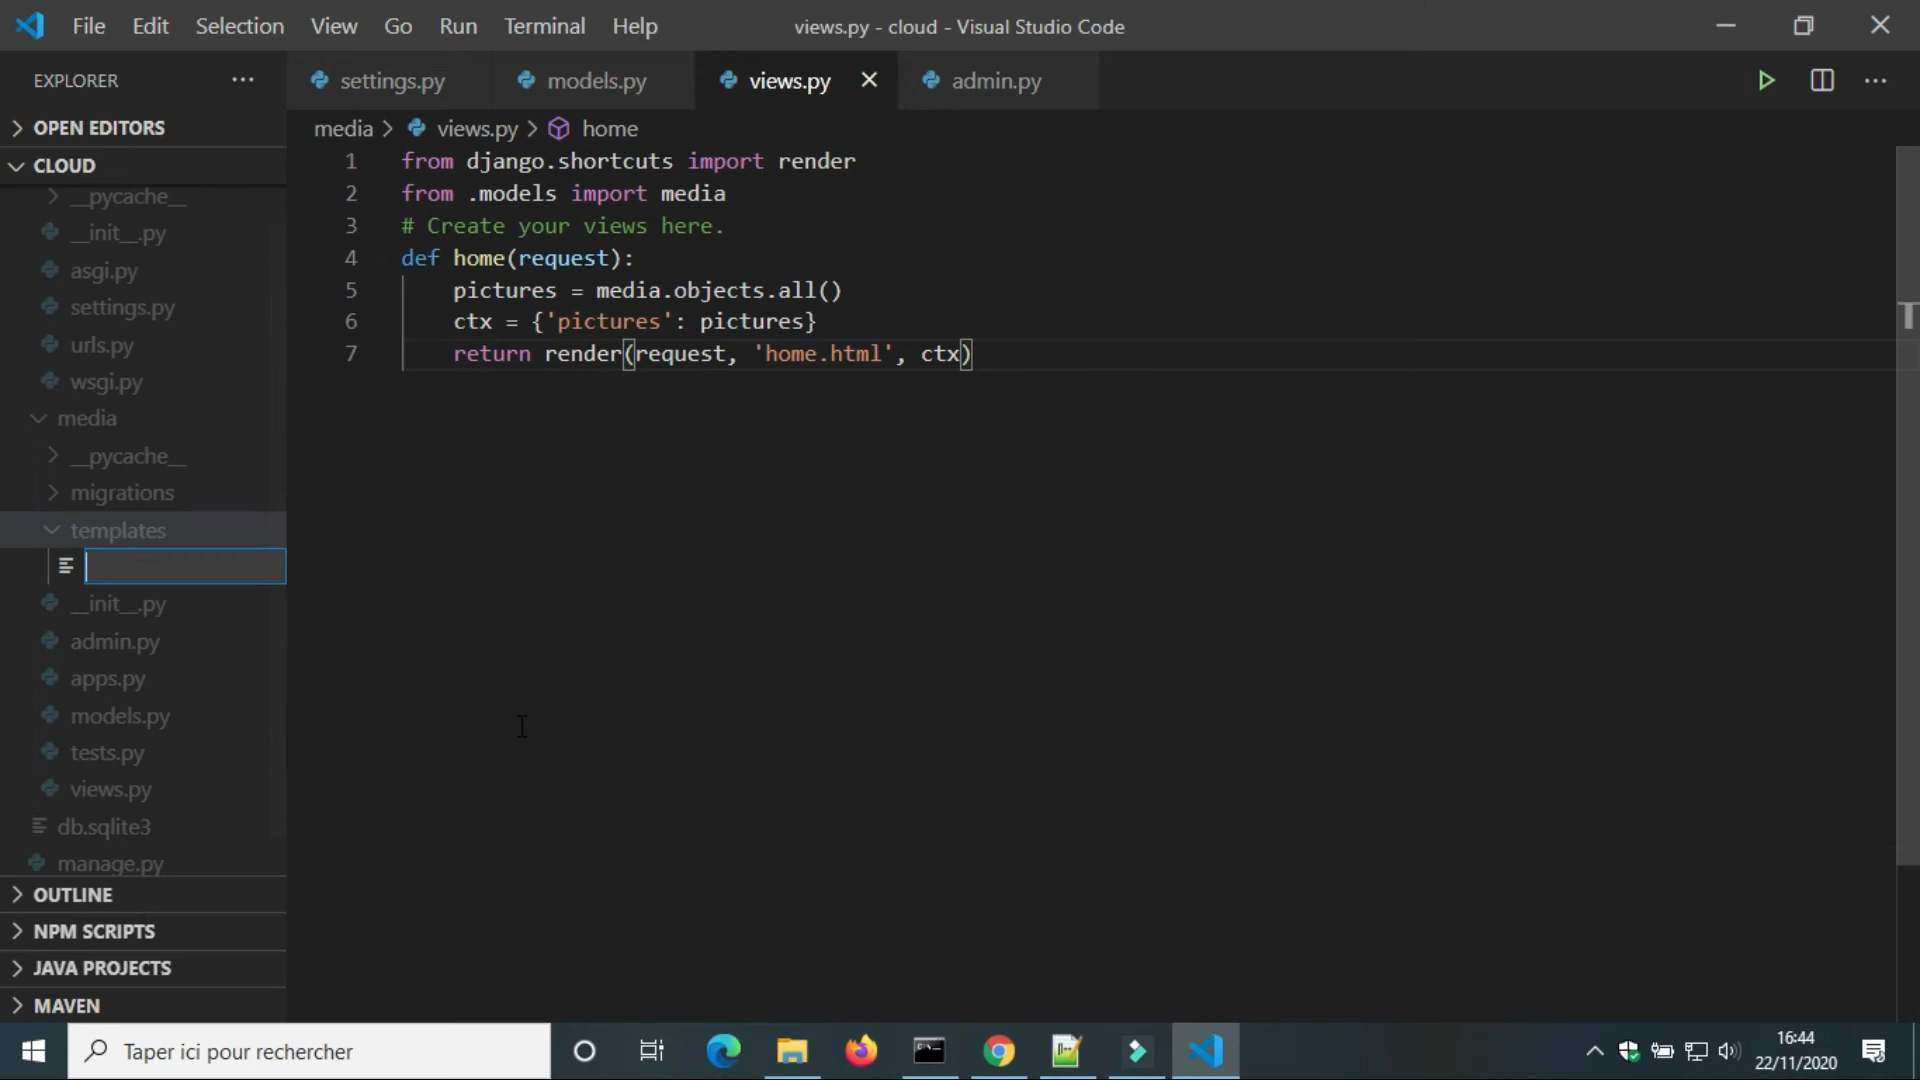 File Edit Selection View Go Run Terminal Help
views.py - cloud - Visual Studio Code
EXPLORER
settings.py
models.py
views.py
admin.py
OPEN EDITORS
CLOUD
__pycache__
__init__.py
asgi.py
settings.py
urls.py
wsgi.py
media
__pycache__
migrations
templates
__init__.py
admin.py
apps.py
models.py
tests.py
views.py
db.sqlite3
manage.py
OUTLINE
NPM SCRIPTS
JAVA PROJECTS
MAVEN
media > views.py > home
1 from django.shortcuts import render
2 from .models import media
3 # Create your views here.
4 def home(request):
5 pictures = media.objects.all()
6 ctx = {'pictures': pictures}
7 return render(request, 'home.html', ctx)
Taper ici pour rechercher
16:44
22/11/2020